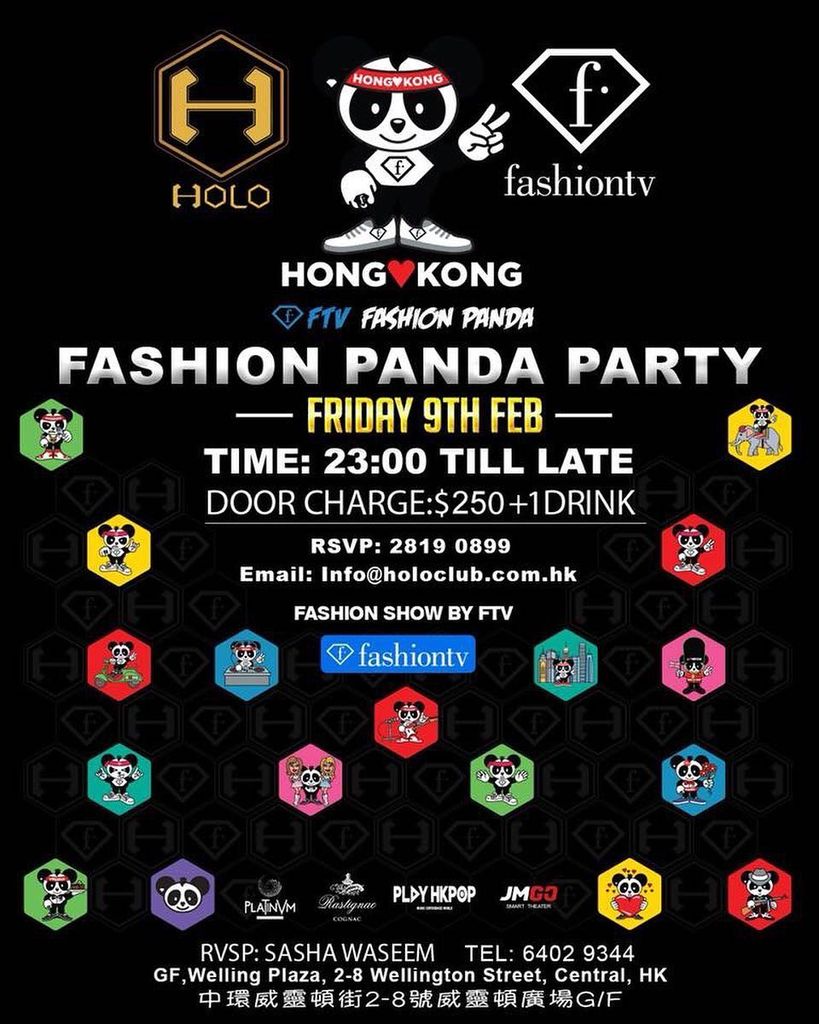 HONG♥KONG
HOLO
f
fashiontv
HONG♥KONG
FTV FASHION PANDA
FASHION PANDA PARTY
FRIDAY 9TH FEB
TIME: 23:00 TILL LATE
DOOR CHARGE:$250+1DRINK
RSVP: 2819 0899
Email: Info@holoclub.com.hk
FASHION SHOW BY FTV
fashiontv
PLATINVM
Rastignac
COGNAC
PLDY HKPOP
JMGO
SMART THEATER
RVSP: SASHA WASEEM TEL: 6402 9344
GF,Welling Plaza, 2-8 Wellington Street, Central, HK
中環威靈頓街2-8號威靈頓廣場G/F